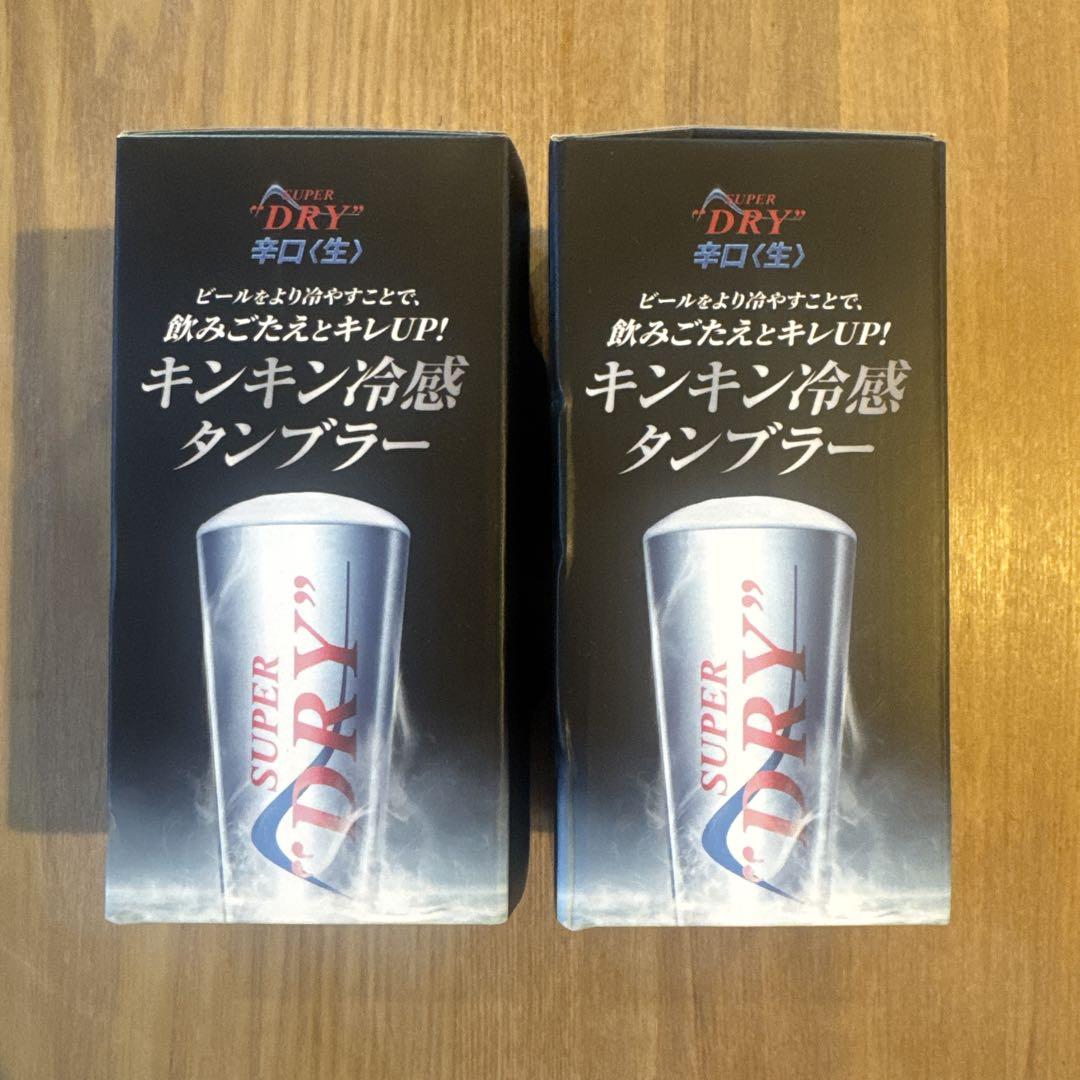 SUPER
"DRY"
辛口〈生〉
ビールをより冷やすことで、
飲みごたえとキレUP!
キンキン冷感
タンブラー
SUPER
"DRY"
SUPER
"DRY"
辛口〈生〉
ビールをより冷やすことで、
飲みごたえとキレUP!
キンキン冷感
タンブラー
SUPER
"DRY"